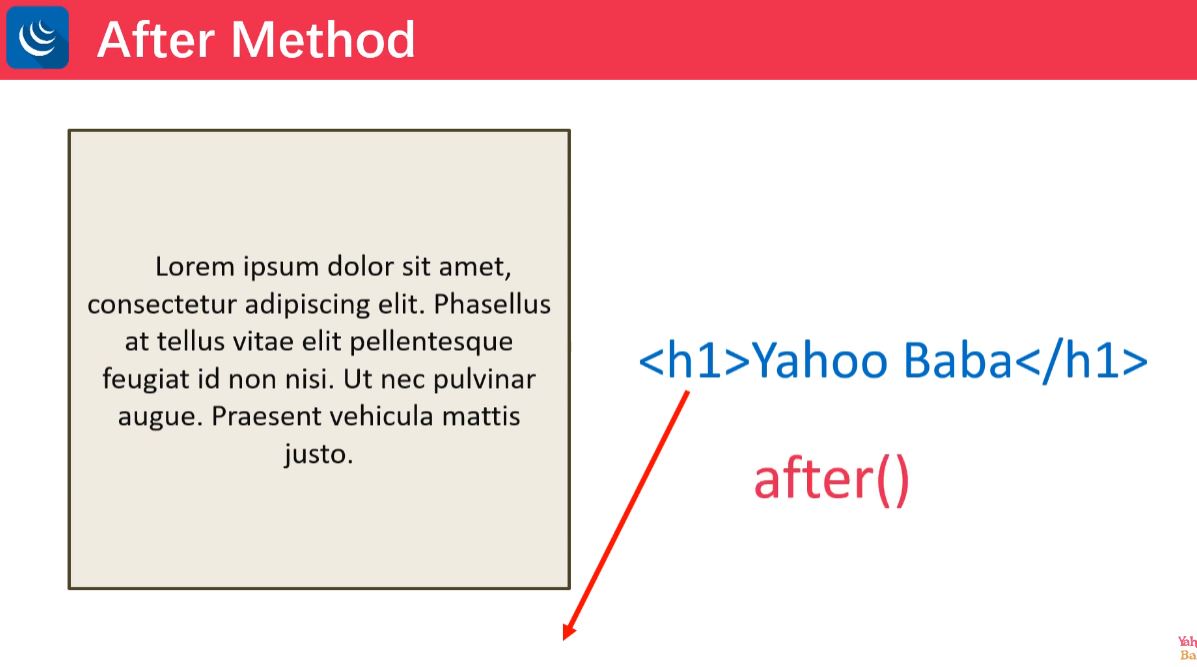 After Method
Lorem ipsum dolor sit amet,
consectetur adipiscing elit. Phasellus
at tellus vitae elit pellentesque
feugiat id non nisi. Ut nec pulvinar
augue. Praesent vehicula mattis
justo.
<h1>Yahoo Baba</h1>
after()
Yah
Ba